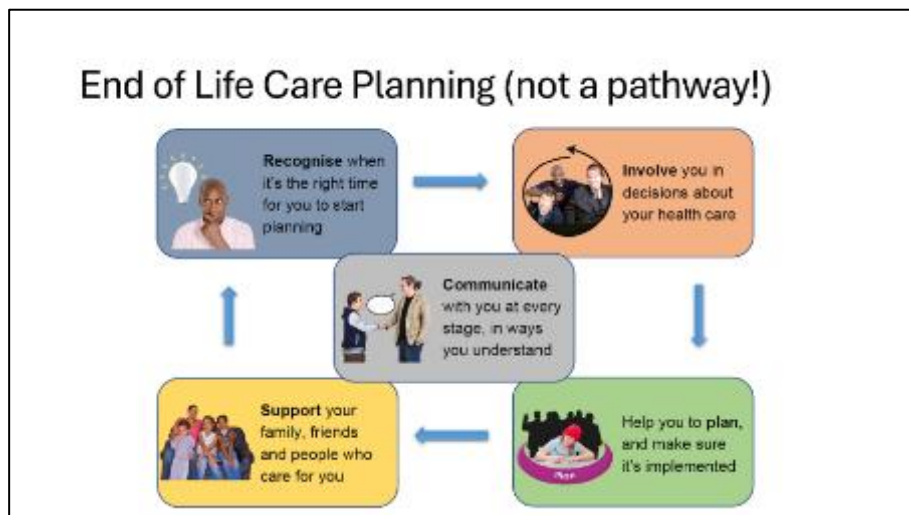 End of Life Care Planning (not a pathway!)
Recognise when
it's the right time
for you to start
planning
Involve you in
decisions about
your health care
Communicate
with you at every
stage, in ways
you understand
Support your
family, friends
and people who
care for you
Help you to plan,
and make sure
it's implemented
Plan